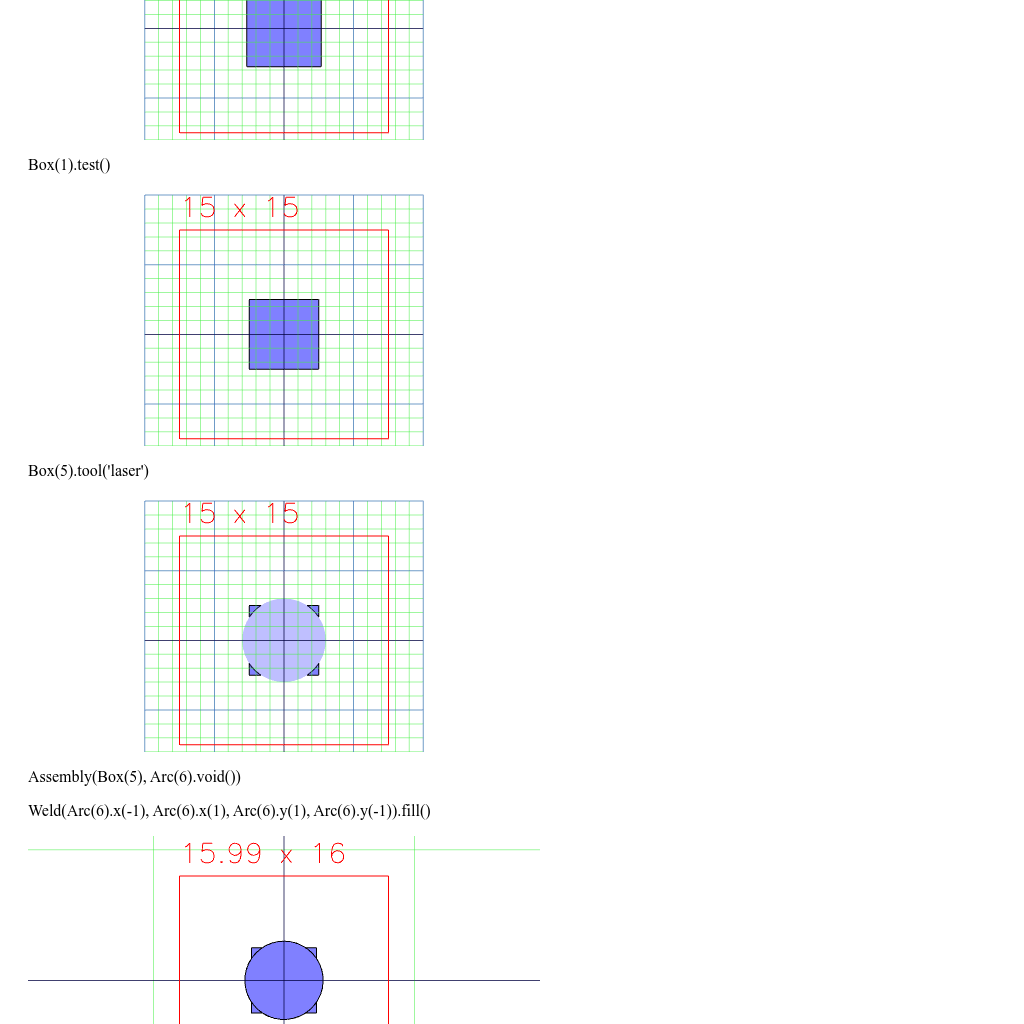 Box(1).test()
15 x 15
Box(5).tool('laser')
15 x 15
Assembly(Box(5), Arc(6).void())
Weld(Arc(6).x(-1), Arc(6).x(1), Arc(6).y(1), Arc(6).y(-1)).fill()
15.99 x 16